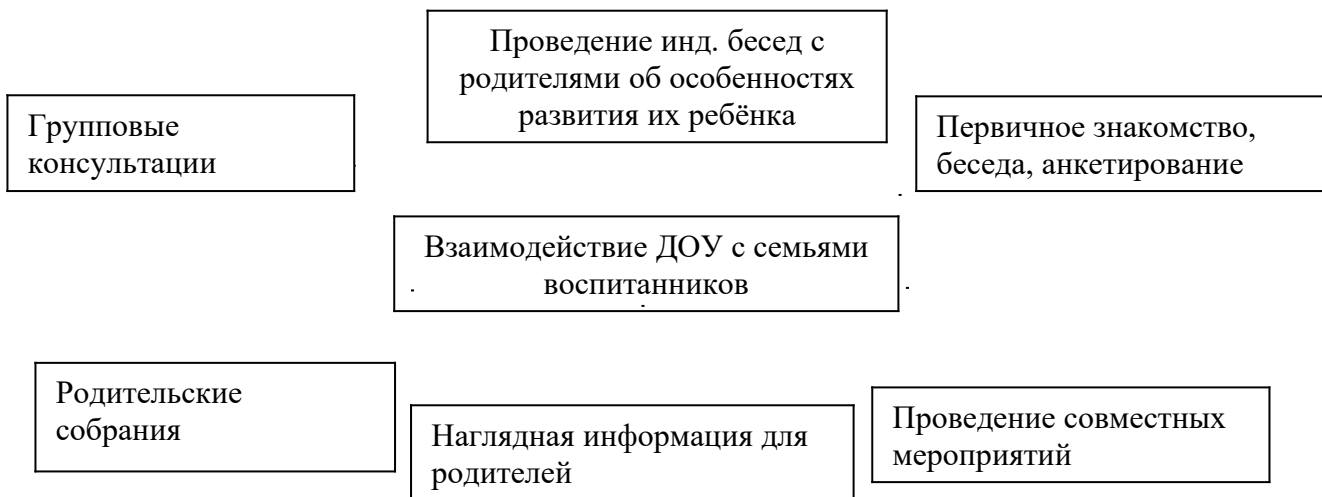 Проведение инд. бесед с
родителями об особенностях
развития их ребёнка
Групповые
консультации
Первичное знакомство,
беседа, анкетирование
Взаимодействие ДОУ с семьями
воспитанников
Родительские
собрания
Наглядная информация для
родителей
Проведение совместных
мероприятий